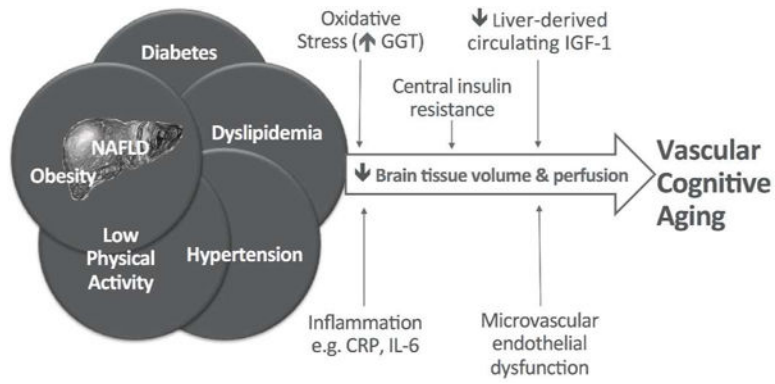 Diabetes
NAFLD
Obesity
Dyslipidemia
Low
Physical
Activity
Hypertension
Oxidative
Stress (↑ GGT)
↓ Liver-derived
circulating IGF-1
Central insulin
resistance
↓ Brain tissue volume & perfusion
Inflammation
e.g. CRP, IL-6
Microvascular
endothelial
dysfunction
Vascular
Cognitive
Aging